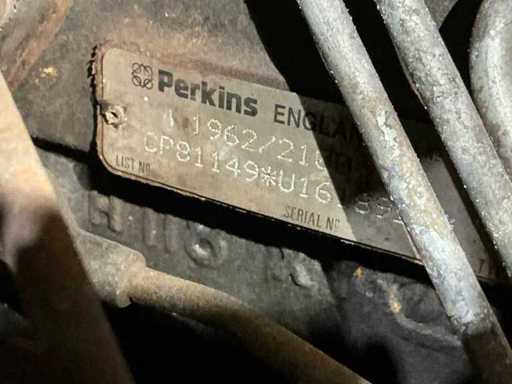 Perkins ENGLA
1962/21
CP81149*U16
LIST NO
SERIAL NO